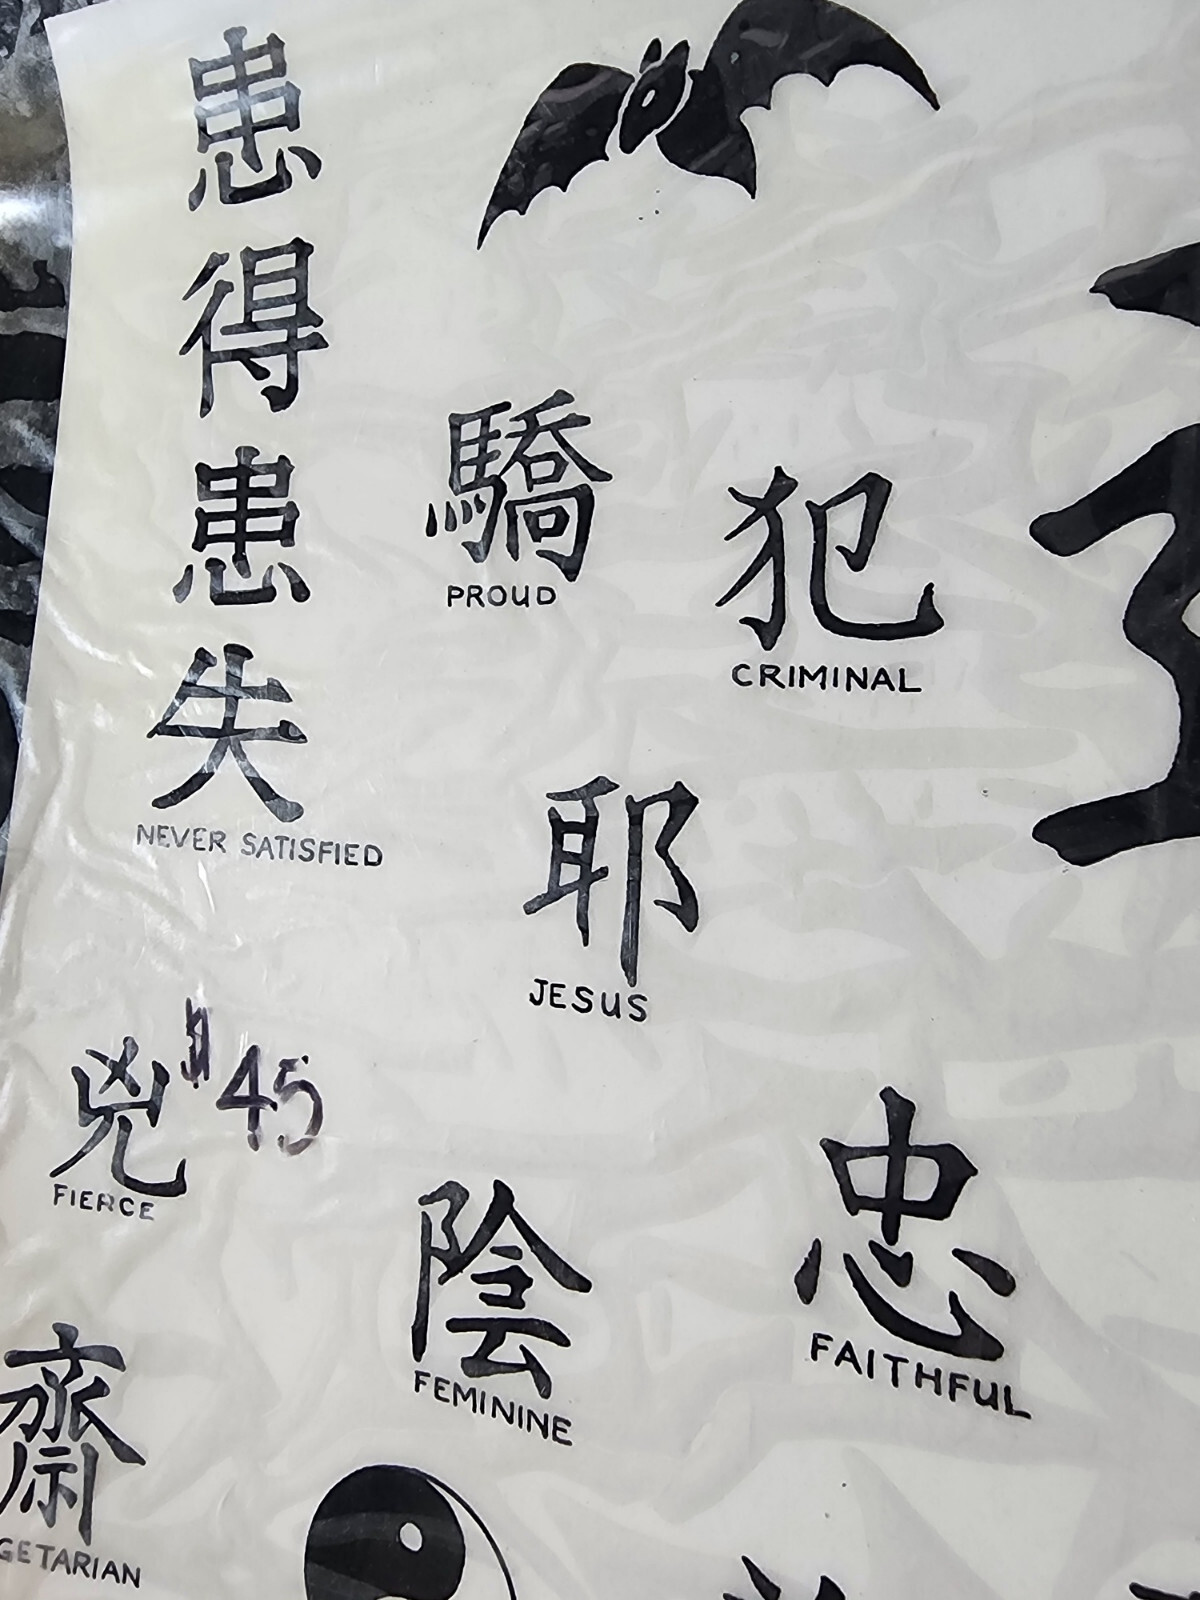 患
得
患
失
NEVER SATISFIED
驕
PROUD
犯
CRIMINAL
耶
JESUS
兇
FIERCE
$45
陰
FEMININE
忠
FAITHFUL
齋
GETARIAN